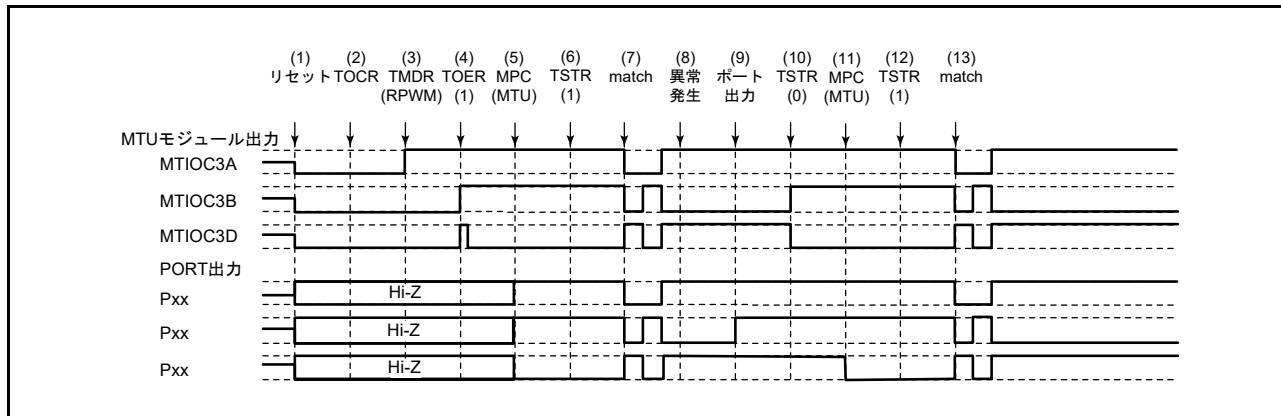 (1) (2) (3) (4) (5) (6) (7) (8) (9) (10) (11) (12) (13)
リセット TOCR TMDR TOER MPC TSTR match 異常 ポート TSTR MPC TSTR match
(RPWM) (1) (MTU) (1) 発生 出力 (0) (MTU) (1)
MTUモジュール出力
MTIOC3A
MTIOC3B
MTIOC3D
PORT出力
Pxx Hi-Z
Pxx Hi-Z
Pxx Hi-Z